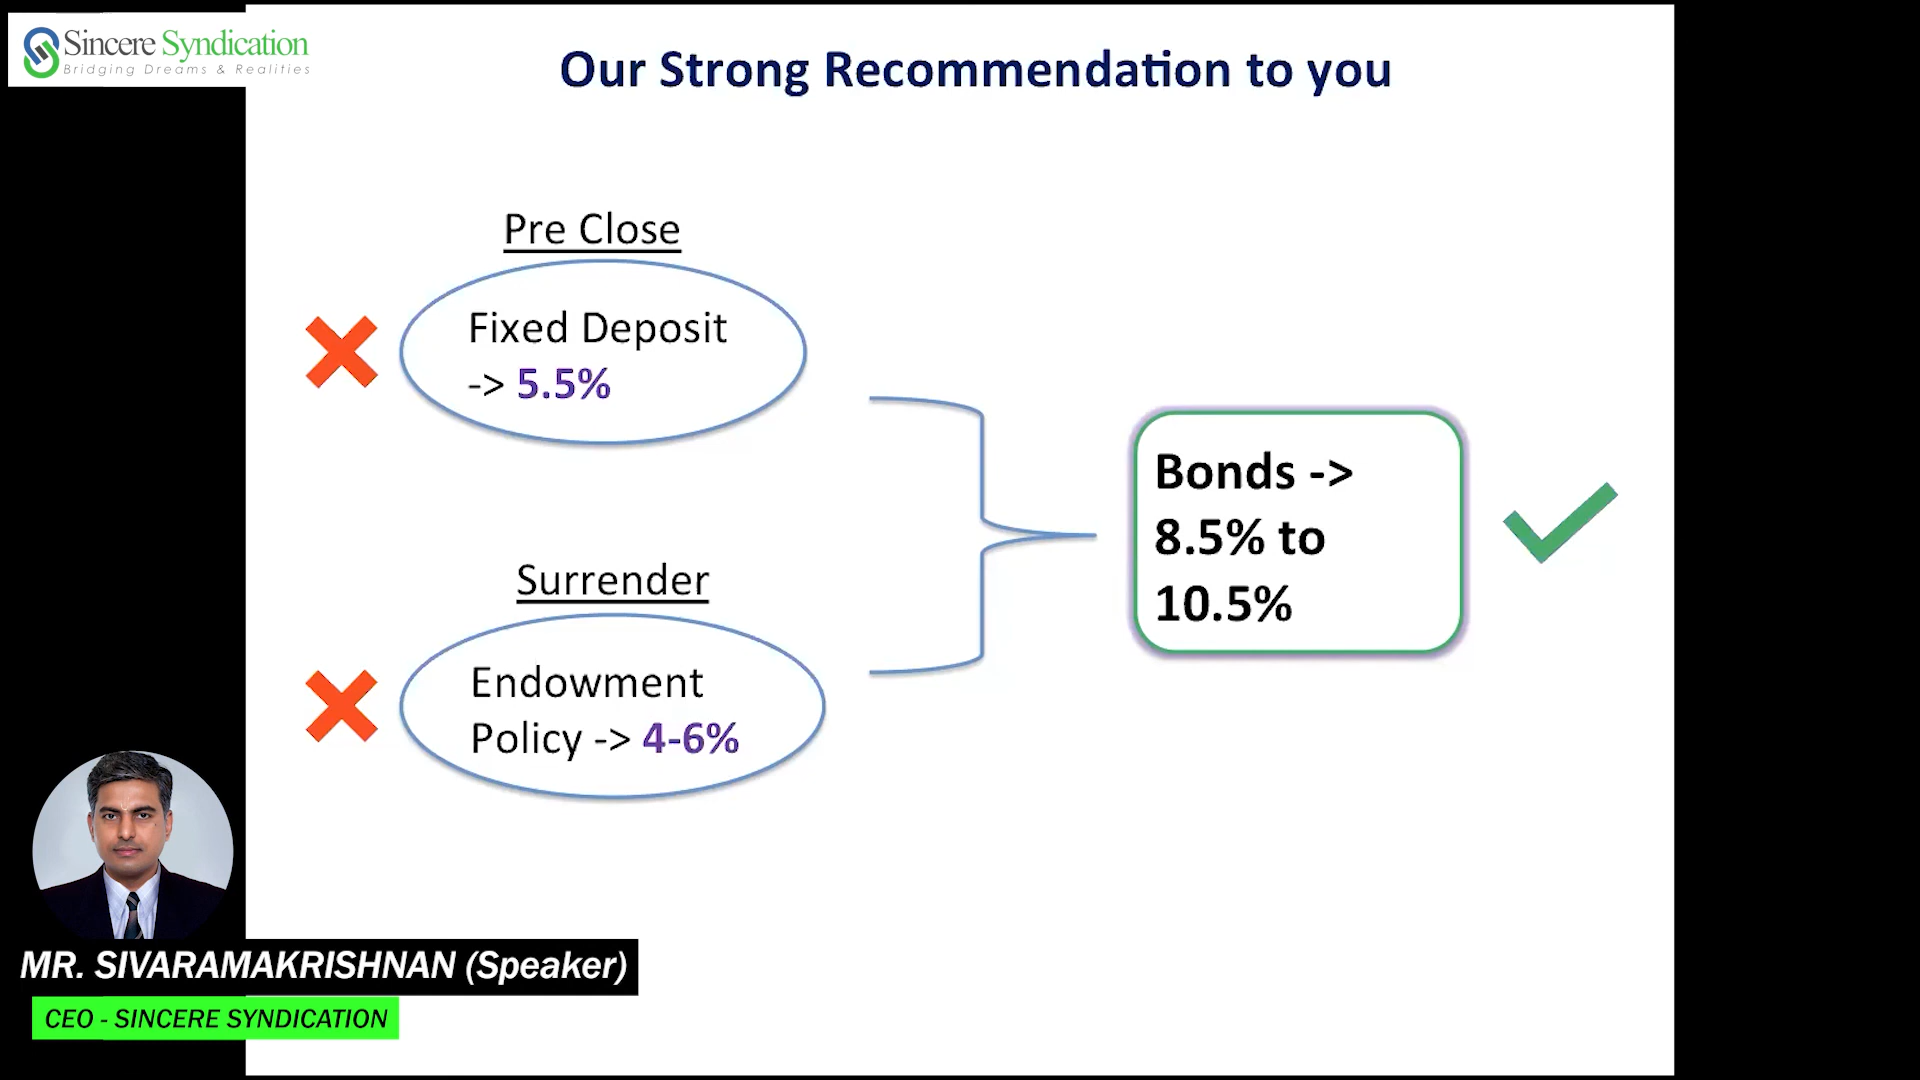 Sincere Syndication
Bridging Dreams & Realities
Our Strong Recommendation to you
Pre Close
Fixed Deposit
-> 5.5%
Surrender
Endowment
Policy -> 4-6%
Bonds ->
8.5% to
10.5%
MR. SIVARAMAKRISHNAN (Speaker)
CEO - SINCERE SYNDICATION